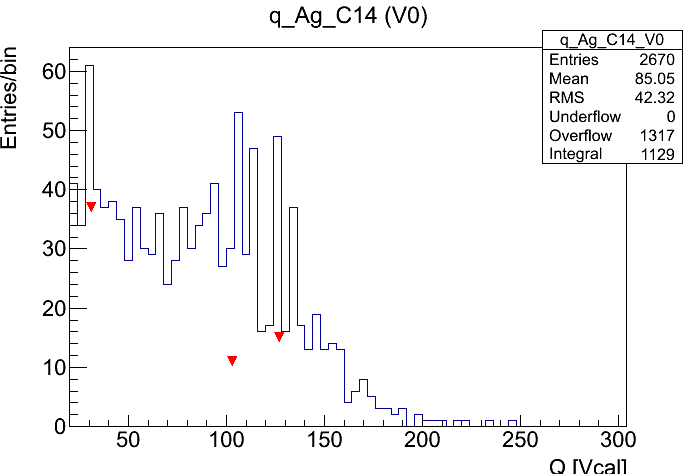 q_Ag_C14 (V0)
q_Ag_C14_V0
Entries 2670
Mean 85.05
RMS 42.32
Underflow 0
Overflow 1317
Integral 1129
Entries/bin
60
50
40
30
20
10
0
50 100 150 200 250 300
Q [Vcal]